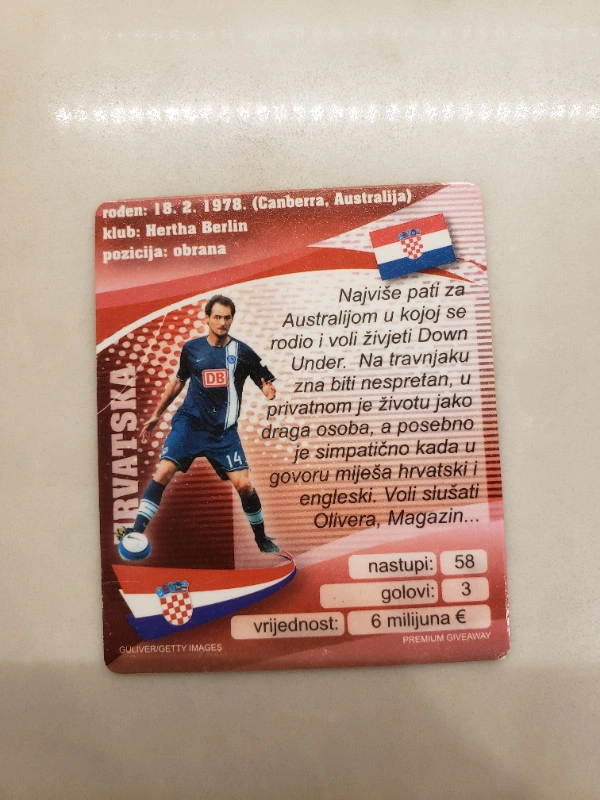 rođen: 18. 2. 1978. (Canberra, Australija)
klub: Hertha Berlin
pozicija: obrana
Najviše pati za
Australijom u kojoj se
rodio i voli živjeti Down
Under. Na travnjaku
zna biti nespretan, u
privatnom je životu jako
draga osoba, a posebno
je simpatično kada u
govoru miješa hrvatski i
engleski. Voli slušati
Olivera, Magazin...
HRVATSKA
DB
14
nastupi: 58
golovi: 3
vrijednost: 6 milijuna €
GULIVER/GETTY IMAGES
PREMIUM GIVEAWAY